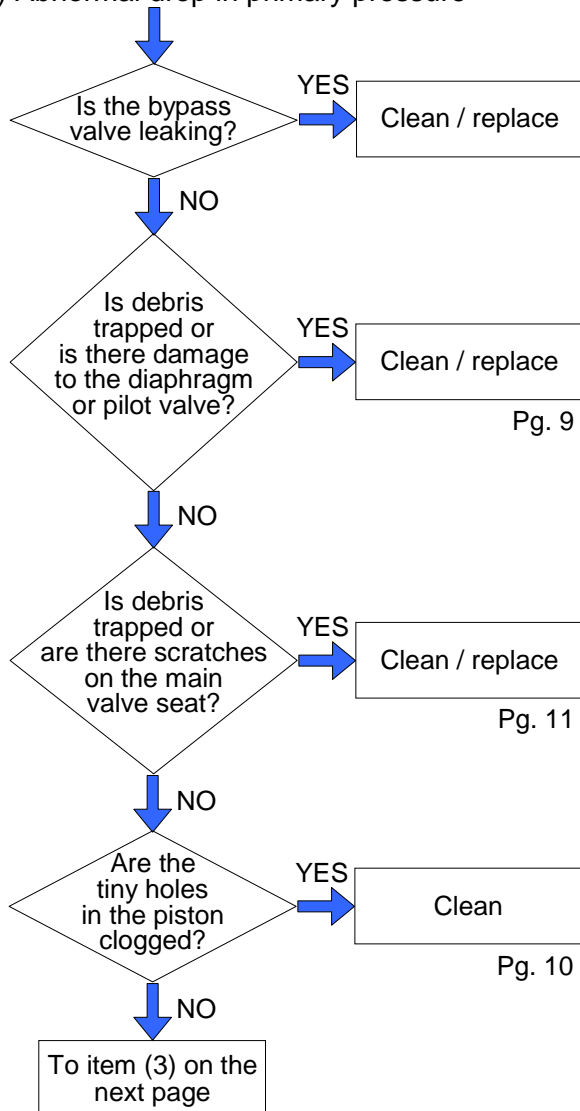 ) Abnormal drop in primary pressure
Is the bypass
valve leaking?
YES
Clean / replace
NO
Is debris
trapped or
is there damage
to the diaphragm
or pilot valve?
YES
Clean / replace
Pg. 9
NO
Is debris
trapped or
are there scratches
on the main
valve seat?
YES
Clean / replace
Pg. 11
NO
Are the
tiny holes
in the piston
clogged?
YES
Clean
Pg. 10
NO
To item (3) on the
next page